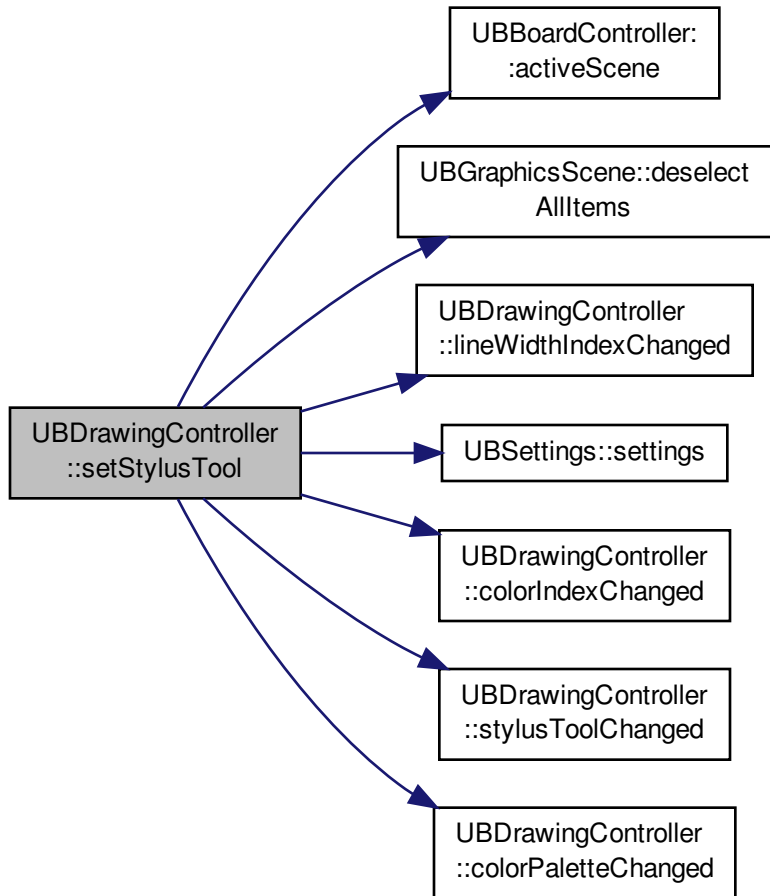 UBBoardController:
:activeScene
UBGraphicsScene::deselect
AllItems
UBDrawingController
::lineWidthIndexChanged
UBDrawingController
::setStylusTool
UBSettings::settings
UBDrawingController
::colorIndexChanged
UBDrawingController
::stylusToolChanged
UBDrawingController
::colorPaletteChanged